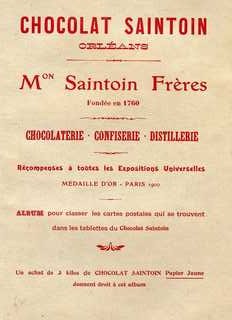 CHOCOLAT SAINTOIN
ORLÉANS
Mon Saintoin Frères
Fondée en 1760
CHOCOLATERIE · CONFISERIE · DISTILLERIE
Récompenses à toutes les Expositions Universelles
MÉDAILLE D'OR - PARIS 1900
ALBUM pour classer les cartes postales qui se trouvent
dans les tablettes du Chocolat Saintoin
Un achat de 3 kilos de CHOCOLAT SAINTOIN Papier Jaune
donnent droit à cet album